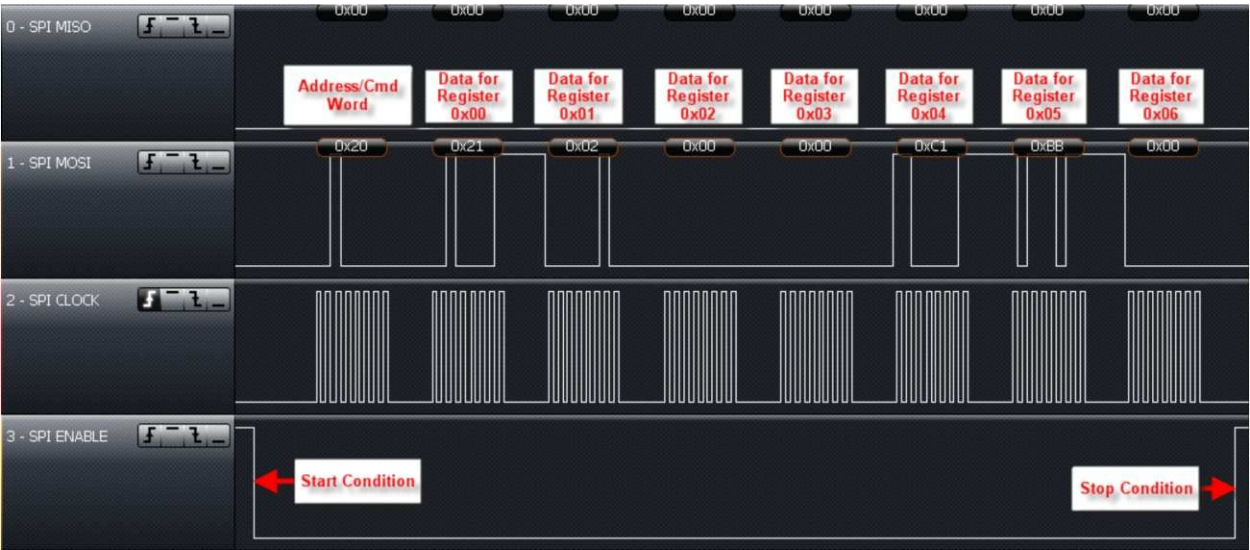 0x00 0x00 0x00 0x00 0x00 0x00 0x00 0x00
0 - SPI MISO
Address/Cmd
Word
Data for
Register
0x00
Data for
Register
0x01
Data for
Register
0x02
Data for
Register
0x03
Data for
Register
0x04
Data for
Register
0x05
Data for
Register
0x06
0x20 0x21 0x02 0x00 0x00 0xC1 0xBB 0x00
1 - SPI MOSI
2 - SPI CLOCK
3 - SPI ENABLE
Start Condition
Stop Condition